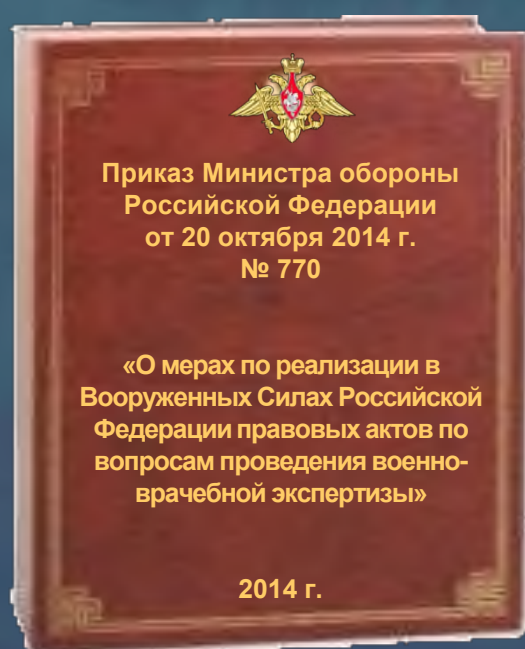 Приказ Министра обороны
Российской Федерации
от 20 октября 2014 г.
№ 770
«О мерах по реализации в
Вооруженных Силах Российской
Федерации правовых актов по
вопросам проведения военно-
врачебной экспертизы»
2014 г.